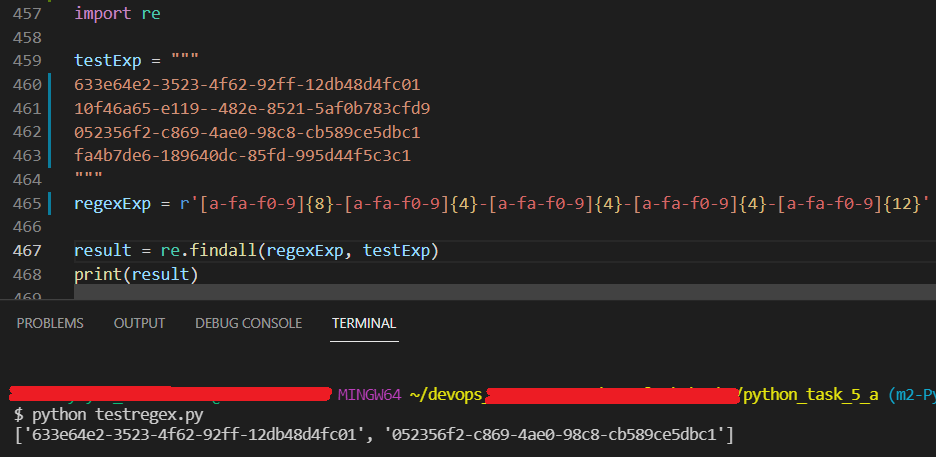 457 import re
458
459 testExp = """
460 633e64e2-3523-4f62-92ff-12db48d4fc01
461 10f46a65-e119--482e-8521-5af0b783cfd9
462 052356f2-c869-4ae0-98c8-cb589ce5dbc1
463 fa4b7de6-189640dc-85fd-995d44f5c3c1
464 """
465 regexExp = r'[a-fa-f0-9]{8}-[a-fa-f0-9]{4}-[a-fa-f0-9]{4}-[a-fa-f0-9]{4}-[a-fa-f0-9]{12}'
466
467 result = re.findall(regexExp, testExp)
468 print(result)
469
PROBLEMS OUTPUT DEBUG CONSOLE TERMINAL
MINGW64 ~/devops_ /python_task_5_a (m2-Py
$ python testregex.py
['633e64e2-3523-4f62-92ff-12db48d4fc01', '052356f2-c869-4ae0-98c8-cb589ce5dbc1']